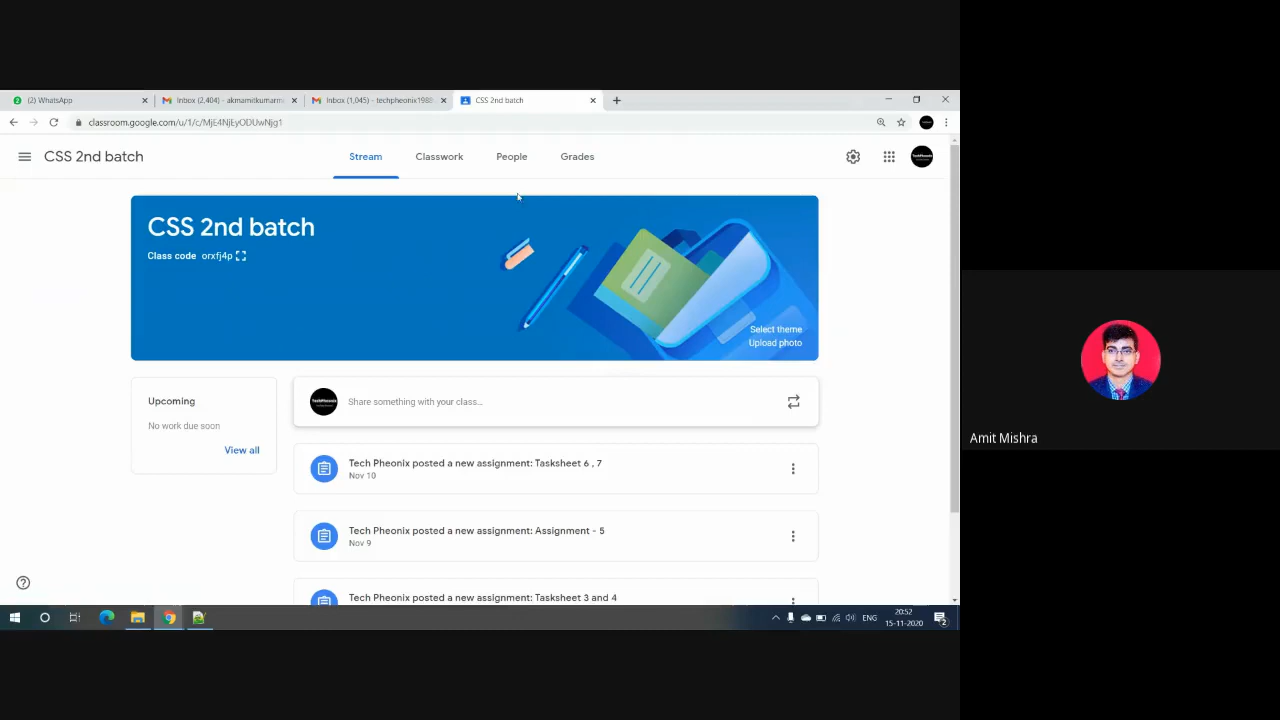 (2) WhatsApp
Inbox (2,404) - akmamitkumarm
Inbox (1,045) - techpheonix1988
CSS 2nd batch
classroom.google.com/u/1/c/MjE4NjEyODUwNjg1
CSS 2nd batch
Stream
Classwork
People
Grades
CSS 2nd batch
Class code orxfj4p
Select theme
Upload photo
Upcoming
No work due soon
View all
Share something with your class...
Tech Pheonix posted a new assignment: Tasksheet 6 , 7
Nov 10
Tech Pheonix posted a new assignment: Assignment - 5
Nov 9
Tech Pheonix posted a new assignment: Tasksheet 3 and 4
Amit Mishra
ENG
20:52
15-11-2020
2